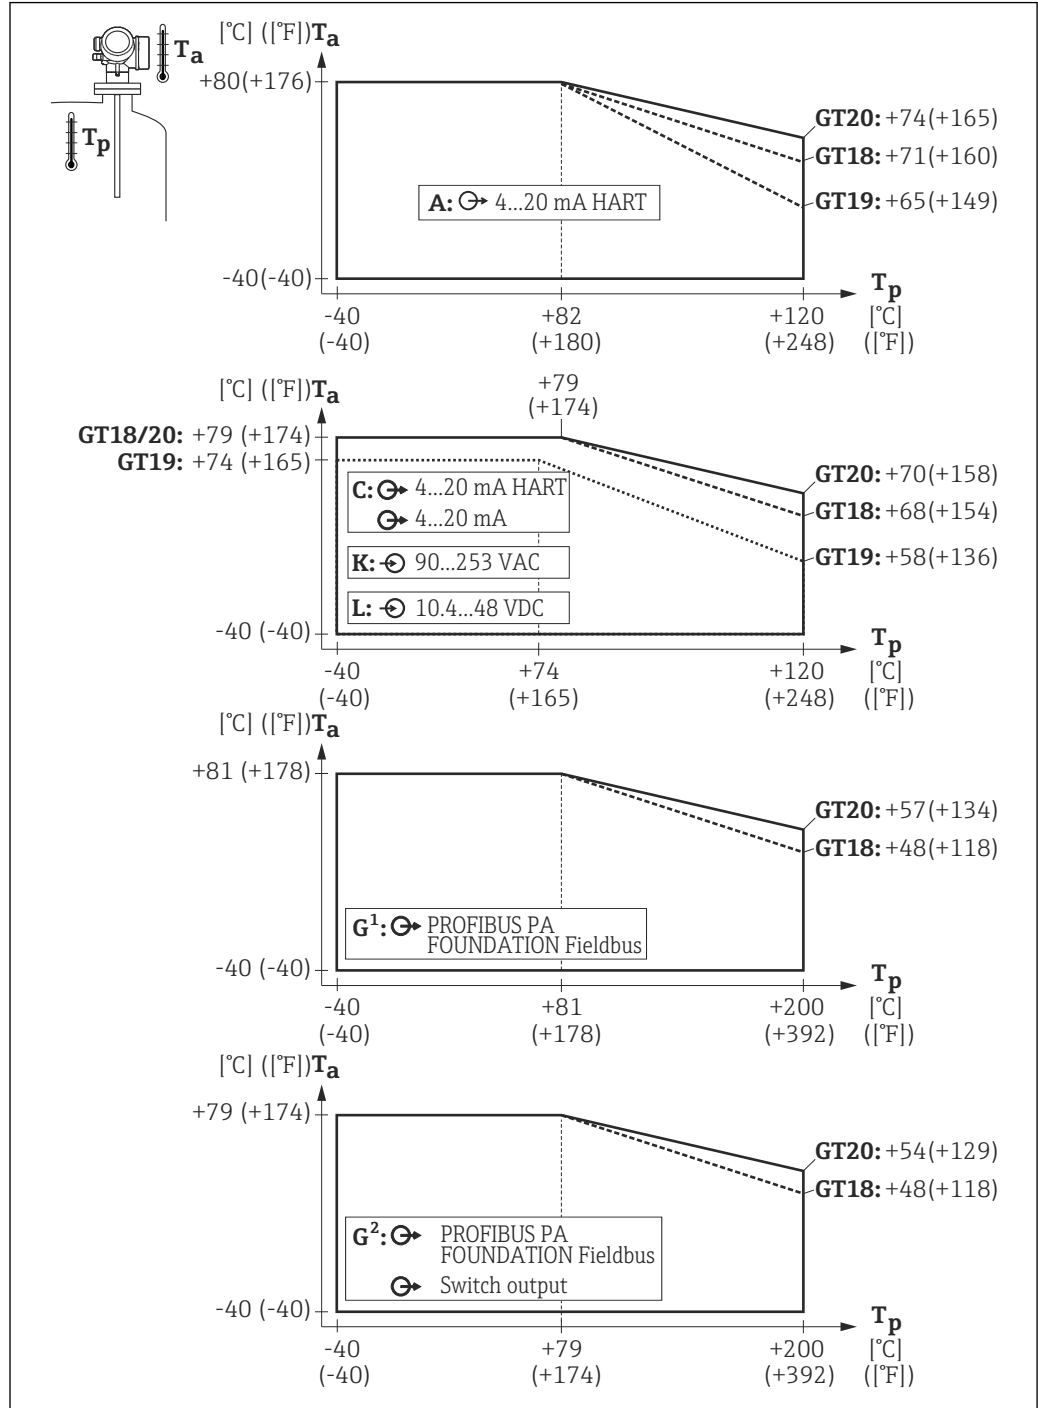 [°C] ([°F])Ta
Ta
Tp
+80(+176)
GT20: +74(+165)
GT18: +71(+160)
GT19: +65(+149)
A: 4...20 mA HART
-40(-40)
Tp
-40 +82 +120 [°C]
(-40) (+180) (+248) ([°F])
[°C] ([°F])Ta
+79
(+174)
GT18/20: +79 (+174)
GT19: +74 (+165)
GT20: +70(+158)
GT18: +68(+154)
GT19: +58(+136)
C: 4...20 mA HART
4...20 mA
K: 90...253 VAC
L: 10.4...48 VDC
-40 (-40)
Tp
-40 +74 +120 [°C]
(-40) (+165) (+248) ([°F])
[°C] ([°F])Ta
+81 (+178)
GT20: +57(+134)
GT18: +48(+118)
G1: PROFIBUS PA
FOUNDATION Fieldbus
-40 (-40)
Tp
-40 +81 +200 [°C]
(-40) (+178) (+392) ([°F])
[°C] ([°F])Ta
+79 (+174)
GT20: +54(+129)
GT18: +48(+118)
G2: PROFIBUS PA
FOUNDATION Fieldbus
Switch output
-40 (-40)
Tp
-40 +79 +200 [°C]
(-40) (+174) (+392) ([°F])